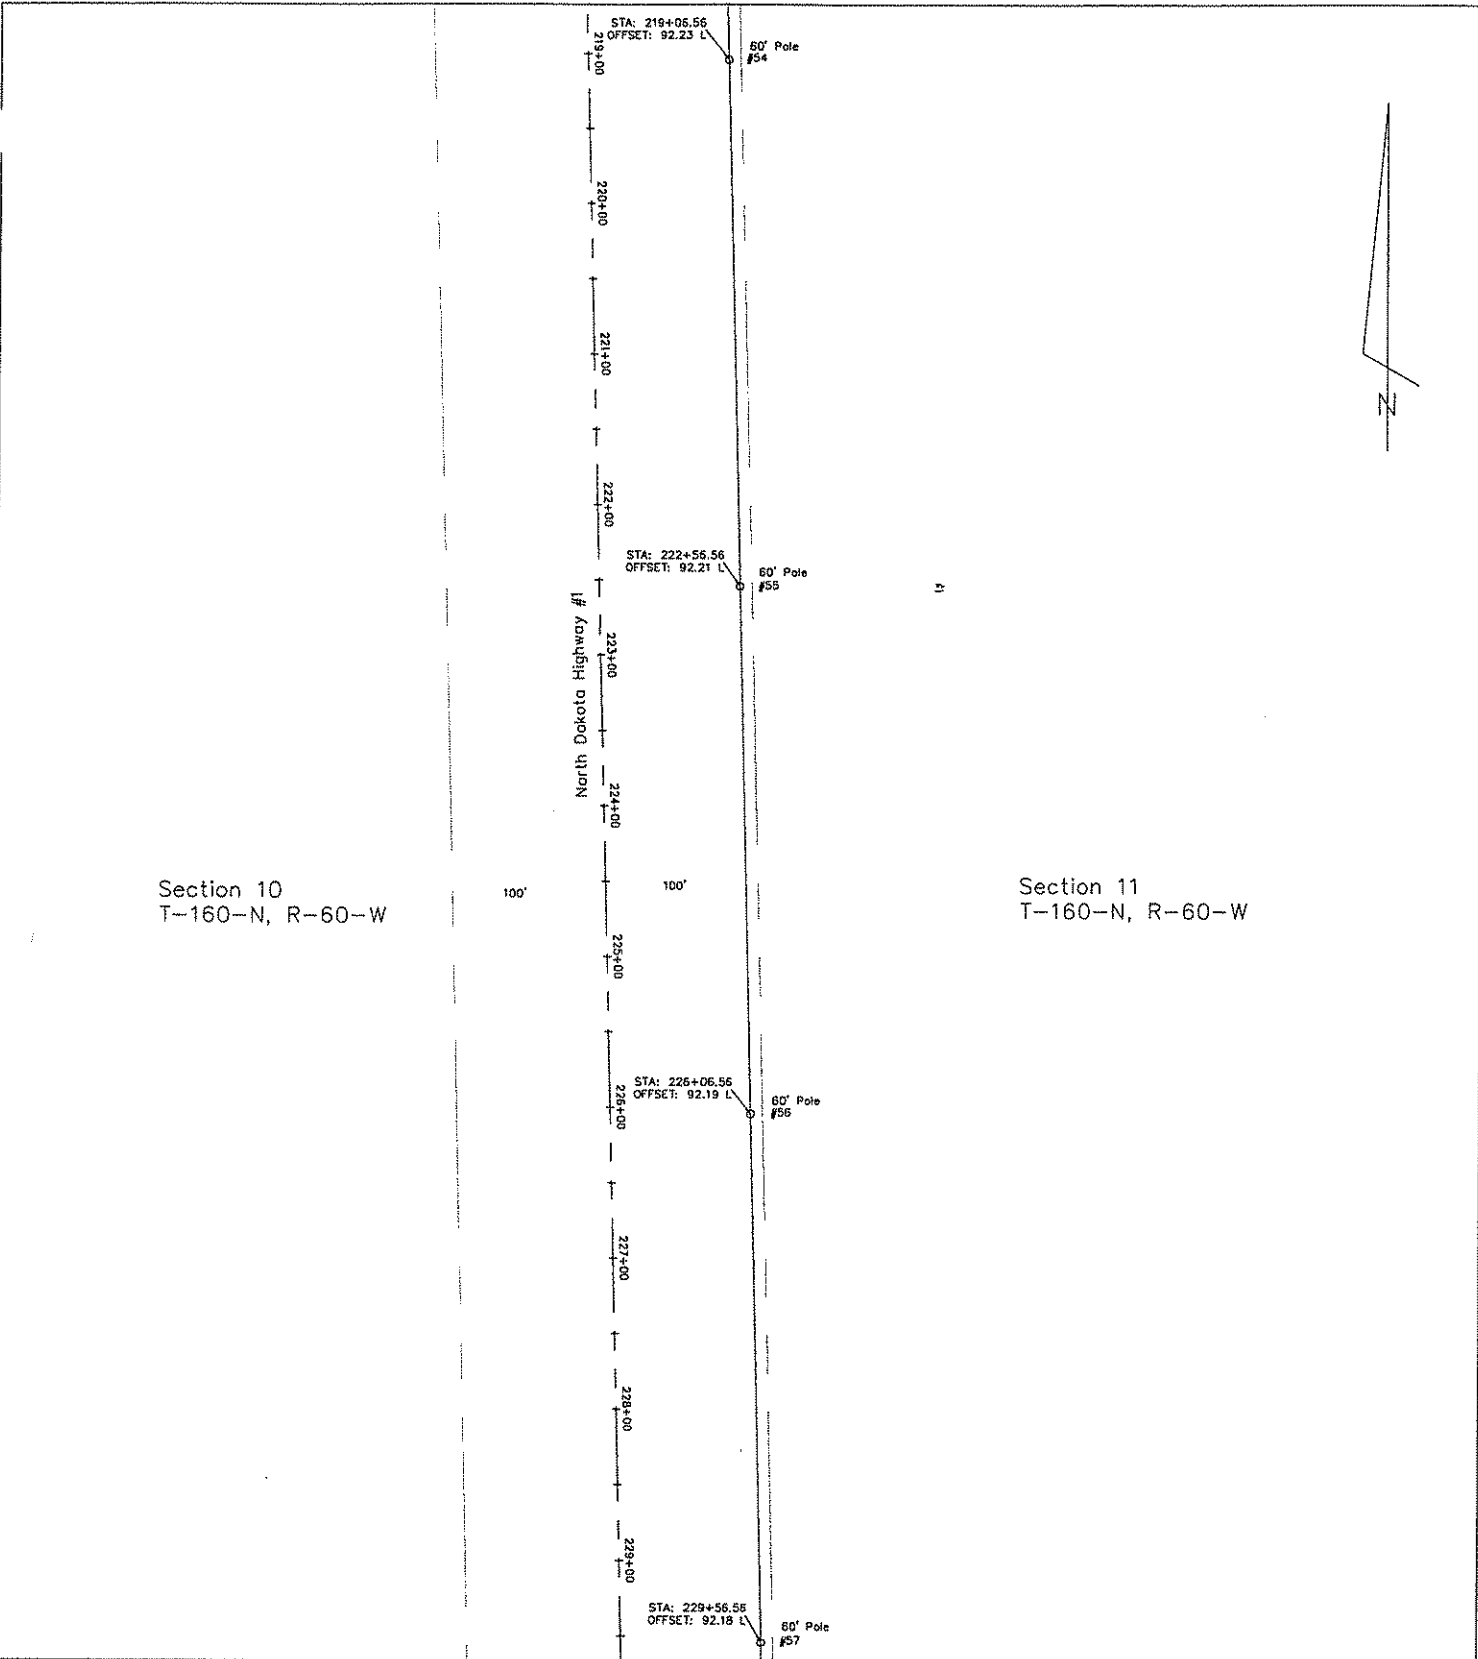 STA: 219+06.56
OFFSET: 92.23 L
60' Pole
#54
219+00
220+00
221+00
222+00
STA: 222+56.56
OFFSET: 92.21 L
60' Pole
#55
North Dakota Highway #1
223+00
224+00
Section 10
T-160-N, R-60-W
100'
100'
Section 11
T-160-N, R-60-W
225+00
STA: 226+06.56
OFFSET: 92.19 L
60' Pole
#56
226+00
227+00
228+00
229+00
STA: 229+56.56
OFFSET: 92.18 L
60' Pole
#57
N